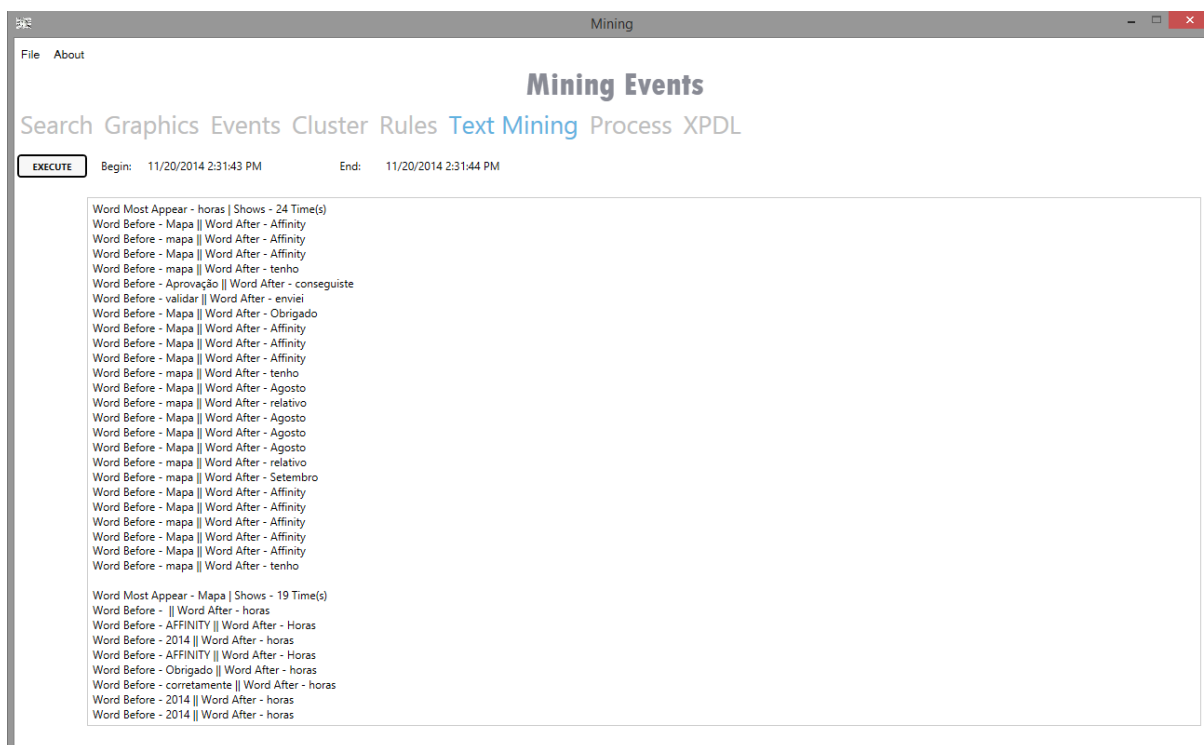 Mining
File About
Mining Events
Search Graphics Events Cluster Rules Text Mining Process XPDL
EXECUTE Begin: 11/20/2014 2:31:43 PM End: 11/20/2014 2:31:44 PM
Word Most Appear - horas | Shows - 24 Time(s)
Word Before - Mapa || Word After - Affinity
Word Before - mapa || Word After - Affinity
Word Before - Mapa || Word After - Affinity
Word Before - mapa || Word After - tenho
Word Before - Aprovação || Word After - conseguiste
Word Before - validar || Word After - enviei
Word Before - Mapa || Word After - Obrigado
Word Before - Mapa || Word After - Affinity
Word Before - Mapa || Word After - Affinity
Word Before - Mapa || Word After - Affinity
Word Before - mapa || Word After - tenho
Word Before - Mapa || Word After - Agosto
Word Before - mapa || Word After - relativo
Word Before - Mapa || Word After - Agosto
Word Before - Mapa || Word After - Agosto
Word Before - Mapa || Word After - Agosto
Word Before - mapa || Word After - relativo
Word Before - mapa || Word After - Setembro
Word Before - Mapa || Word After - Affinity
Word Before - Mapa || Word After - Affinity
Word Before - mapa || Word After - Affinity
Word Before - Mapa || Word After - Affinity
Word Before - Mapa || Word After - Affinity
Word Before - mapa || Word After - tenho
Word Most Appear - Mapa | Shows - 19 Time(s)
Word Before -  || Word After - horas
Word Before - AFFINITY || Word After - Horas
Word Before - 2014 || Word After - horas
Word Before - AFFINITY || Word After - Horas
Word Before - Obrigado || Word After - horas
Word Before - corretamente || Word After - horas
Word Before - 2014 || Word After - horas
Word Before - 2014 || Word After - horas